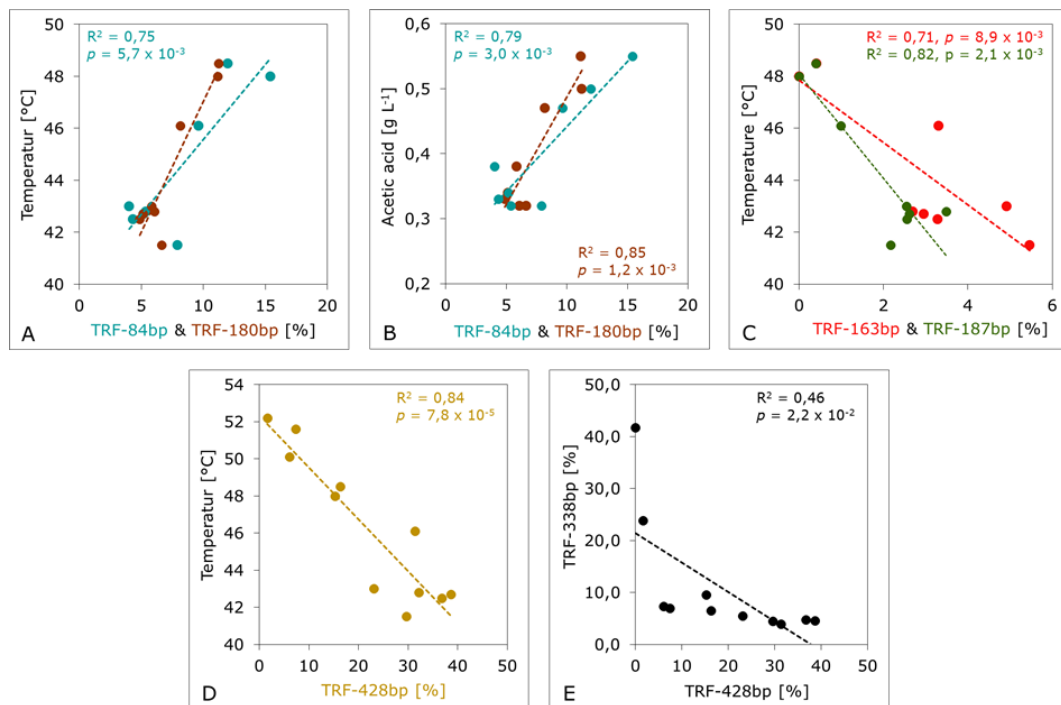 50
48
46
44
42
40
Temperatur [°C]
R² = 0,75
p = 5,7 x 10⁻³
0
5
10
15
20
A
TRF-84bp & TRF-180bp [%]
0,6
0,5
0,4
0,3
0,2
Acetic acid [g L⁻¹]
R² = 0,79
p = 3,0 x 10⁻³
R² = 0,85
p = 1,2 x 10⁻³
0
5
10
15
20
B
TRF-84bp & TRF-180bp [%]
50
48
46
44
42
40
Temperature [°C]
R² = 0,71, p = 8,9 x 10⁻³
R² = 0,82, p = 2,1 x 10⁻³
0
2
4
6
C
TRF-163bp & TRF-187bp [%]
54
52
50
48
46
44
42
40
Temperatur [°C]
R² = 0,84
p = 7,8 x 10⁻⁵
0
10
20
30
40
50
D
TRF-428bp [%]
50,0
40,0
30,0
20,0
10,0
0,0
TRF-338bp [%]
R² = 0,46
p = 2,2 x 10⁻²
0
10
20
30
40
50
E
TRF-428bp [%]